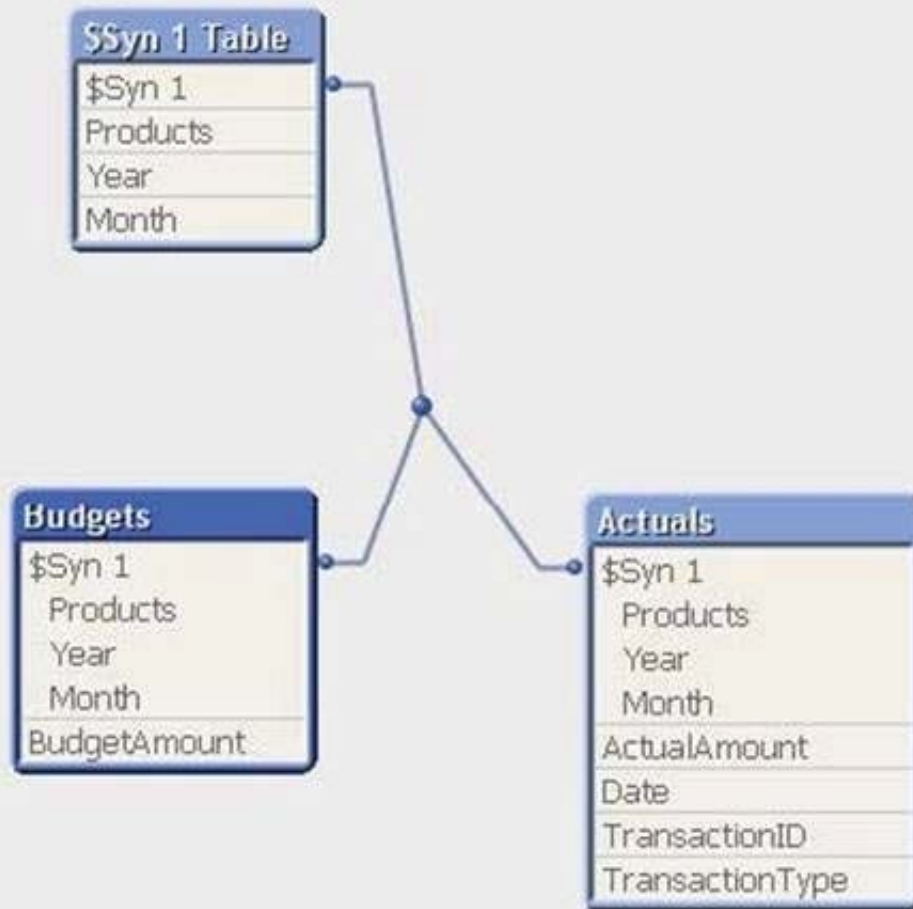 $Syn 1 Table
$Syn 1
Products
Year
Month
Budgets
$Syn 1
Products
Year
Month
BudgetAmount
Actuals
$Syn 1
Products
Year
Month
ActualAmount
Date
TransactionID
TransactionType